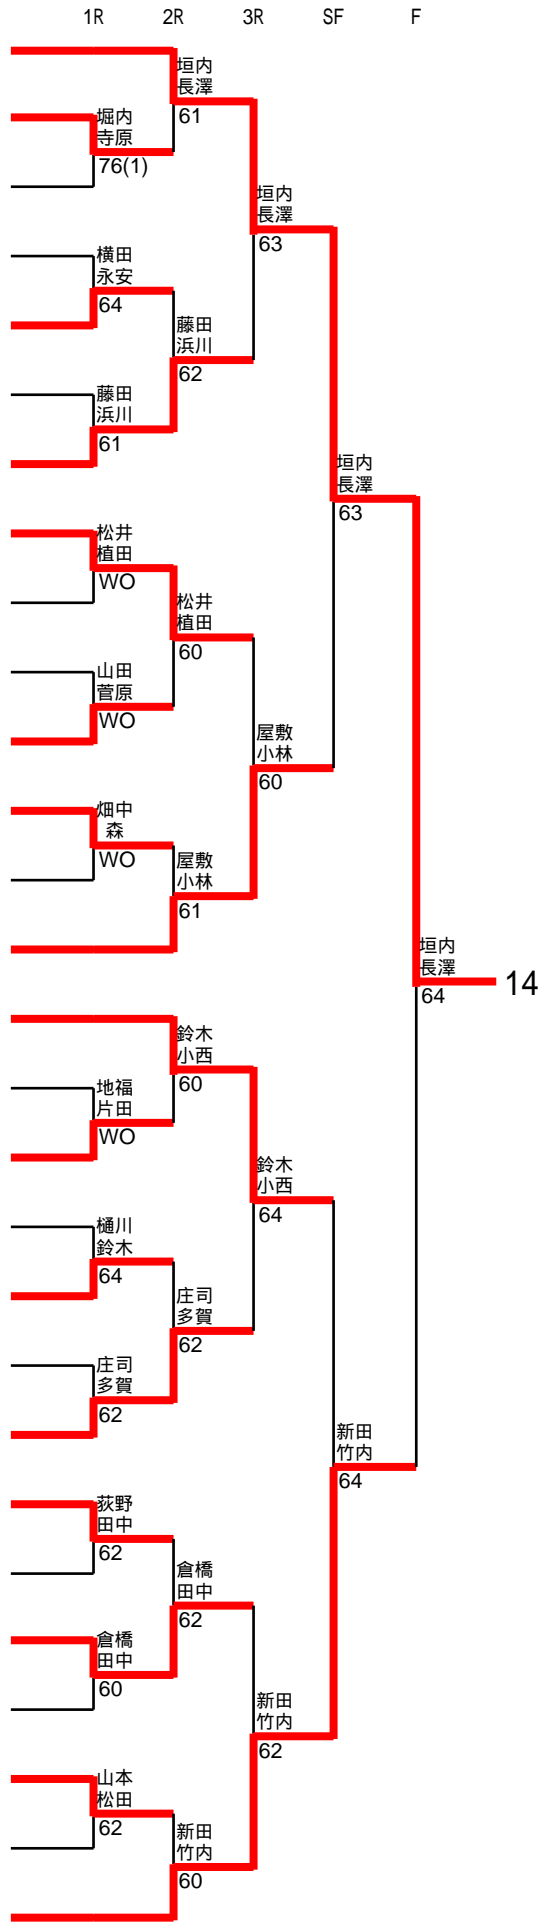 1R 2R 3R SF F
垣内
長澤
61
堀内
寺原
76(1)
垣内
長澤
63
横田
永安
64
藤田
浜川
62
藤田
浜川
61
垣内
長澤
63
松井
植田
WO
松井
植田
60
山田
菅原
WO
屋敷
小林
60
畑中
森
WO
屋敷
小林
61
垣内
長澤
64
14
鈴木
小西
60
地福
片田
WO
鈴木
小西
64
樋川
鈴木
64
庄司
多賀
62
庄司
多賀
62
新田
竹内
64
荻野
田中
62
倉橋
田中
62
倉橋
田中
60
新田
竹内
62
山本
松田
62
新田
竹内
60